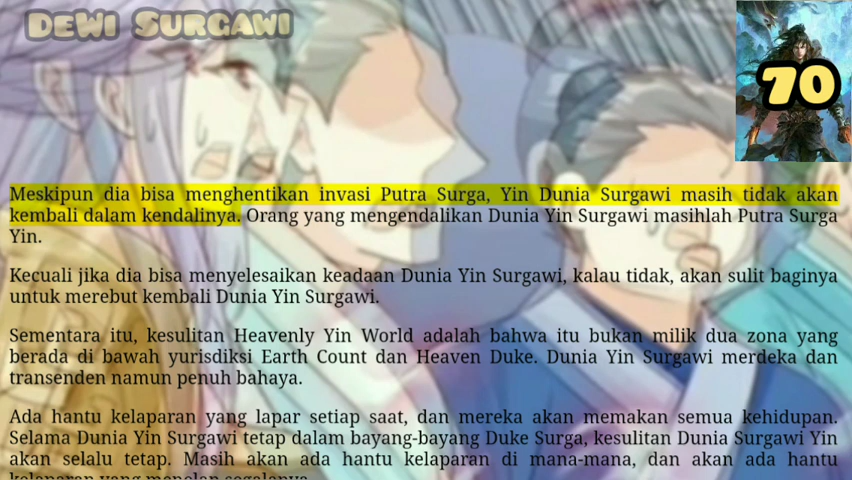 DEWI SURGAWI
70
Meskipun dia bisa menghentikan invasi Putra Surga, Yin Dunia Surgawi masih tidak akan
kembali dalam kendalinya. Orang yang mengendalikan Dunia Yin Surgawi masihlah Putra Surga
Yin.
Kecuali jika dia bisa menyelesaikan keadaan Dunia Yin Surgawi, kalau tidak, akan sulit baginya
untuk merebut kembali Dunia Yin Surgawi.
Sementara itu, kesulitan Heavenly Yin World adalah bahwa itu bukan milik dua zona yang
berada di bawah yurisdiksi Earth Count dan Heaven Duke. Dunia Yin Surgawi merdeka dan
transenden namun penuh bahaya.
Ada hantu kelaparan yang lapar setiap saat, dan mereka akan memakan semua kehidupan.
Selama Dunia Yin Surgawi tetap dalam bayang-bayang Duke Surga, kesulitan Dunia Surgawi Yin
akan selalu tetap. Masih akan ada hantu kelaparan di mana-mana, dan akan ada hantu
kelaparan yang menelan segalanya.